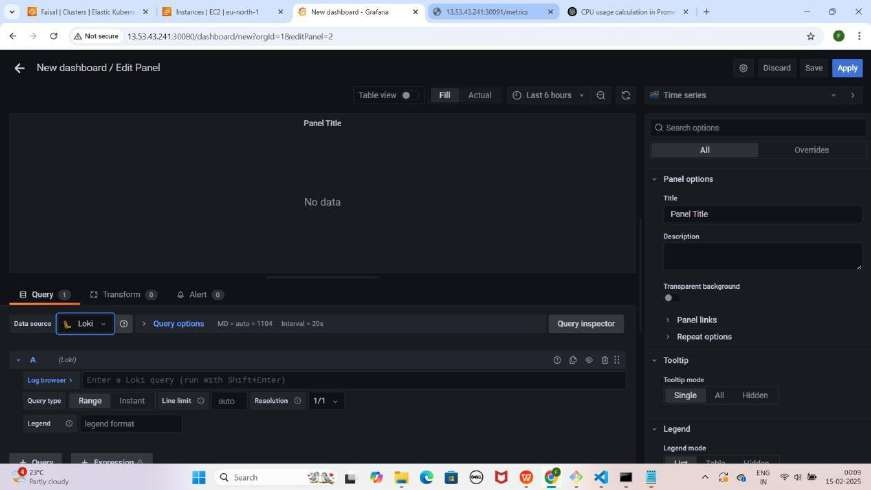 Faisal | Clusters | Elastic Kubern
Instances | EC2 | eu-north-1
New dashboard - Grafana
13.53.43.241:30091/metrics
CPU usage calculation in Prom
Not secure
13.53.43.241:30080/dashboard/new?orgId=1&editPanel=2
F
New dashboard / Edit Panel
Discard
Save
Apply
Table view
Fill
Actual
Last 6 hours
Time series
Panel Title
No data
Search options
All
Overrides
Panel options
Title
Panel Title
Description
Transparent background
Panel links
Repeat options
Tooltip
Tooltip mode
Single
All
Hidden
Legend
Legend mode
List
Table
Hidden
Query 1
Transform 0
Alert 0
Data source
Loki
Query options
MD = auto = 1104
Interval = 20s
Query inspector
A
(Loki)
Log browser >
Enter a Loki query (run with Shift+Enter)
Query type
Range
Instant
Line limit
auto
Resolution
1/1
Legend
legend format
+ Query
+ Expression
4
23°C
Partly cloudy
Search
DELL
ENG
IN
00:09
15-02-2025